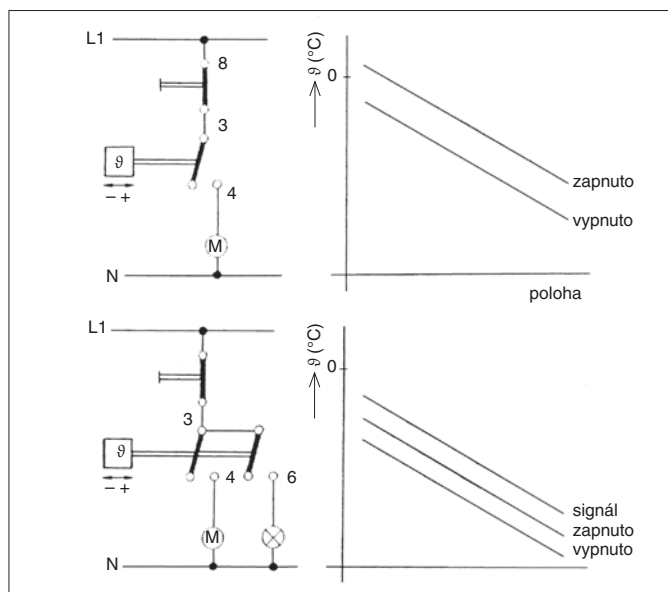 L1
8
3
ϑ
– +
4
M
N
ϑ (°C)
0
zapnuto
vypnuto
poloha
L1
3
ϑ
– +
4
6
M
N
ϑ (°C)
0
signál
zapnuto
vypnuto